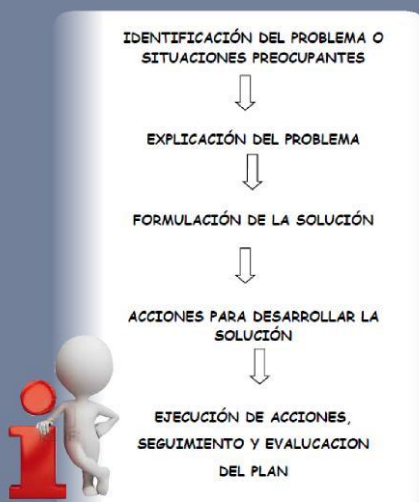 IDENTIFICACIÓN DEL PROBLEMA O
SITUACIONES PREOCUPANTES
EXPLICACIÓN DEL PROBLEMA
FORMULACIÓN DE LA SOLUCIÓN
ACCIONES PARA DESARROLLAR LA
SOLUCIÓN
EJECUCIÓN DE ACCIONES,
SEGUIMIENTO Y EVALUCACION
DEL PLAN
i